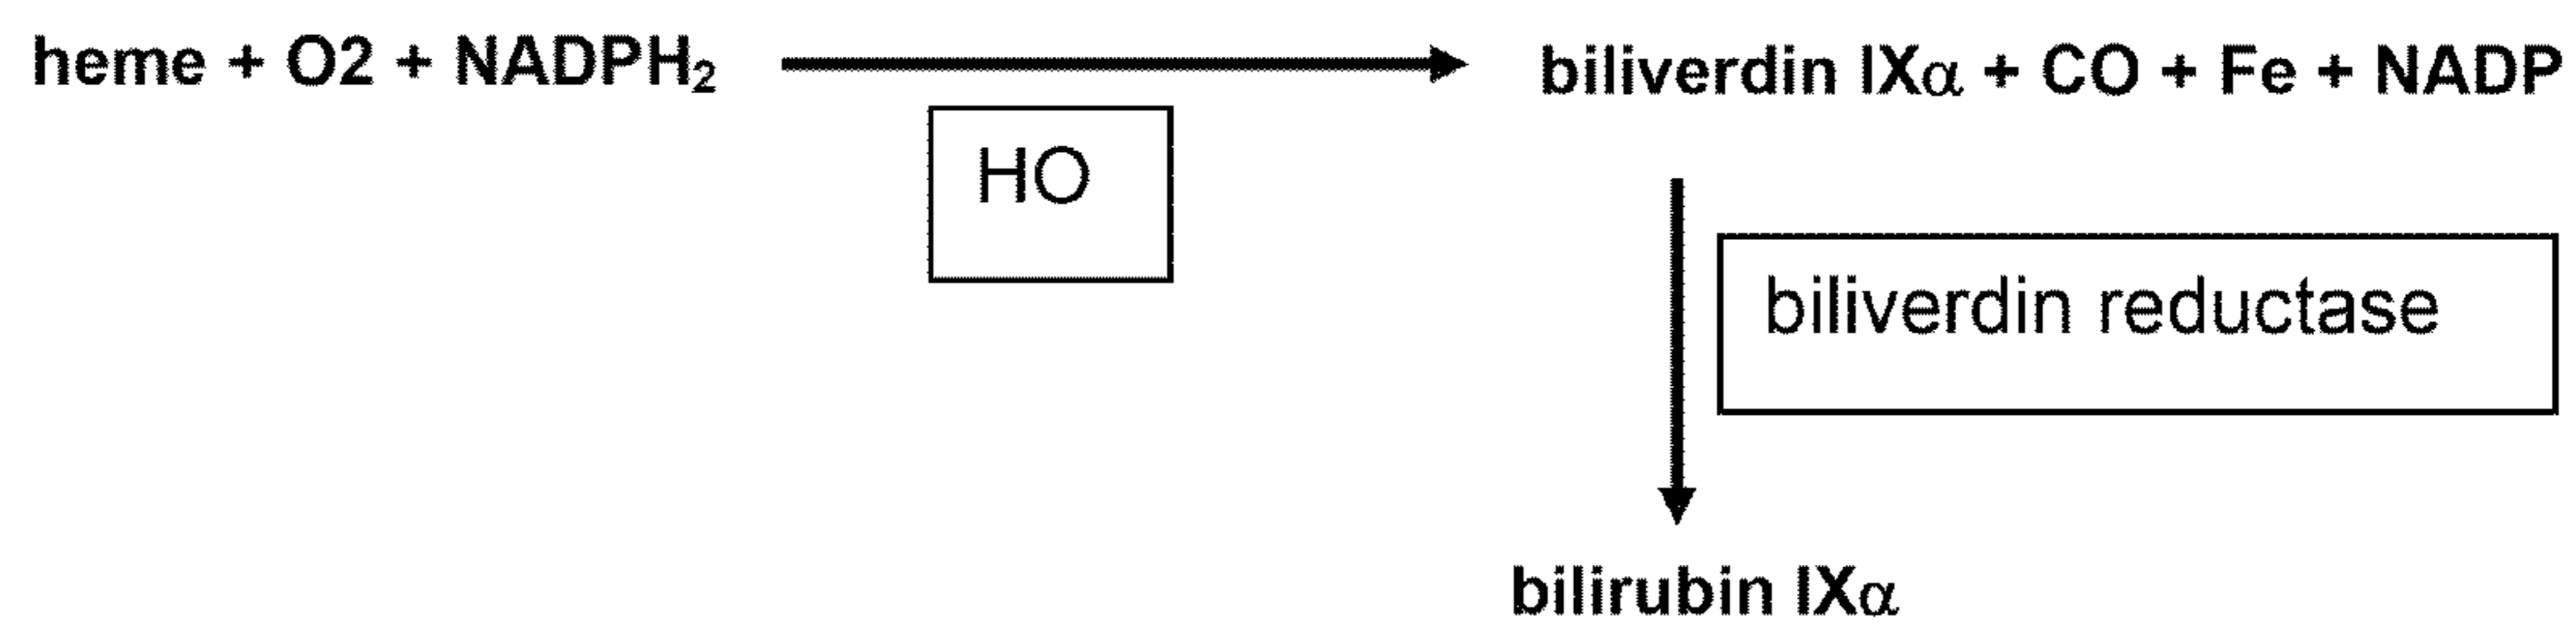 heme + O2 + NADPH₂
biliverdin IXα + CO + Fe + NADP
HO
biliverdin reductase
bilirubin IXα